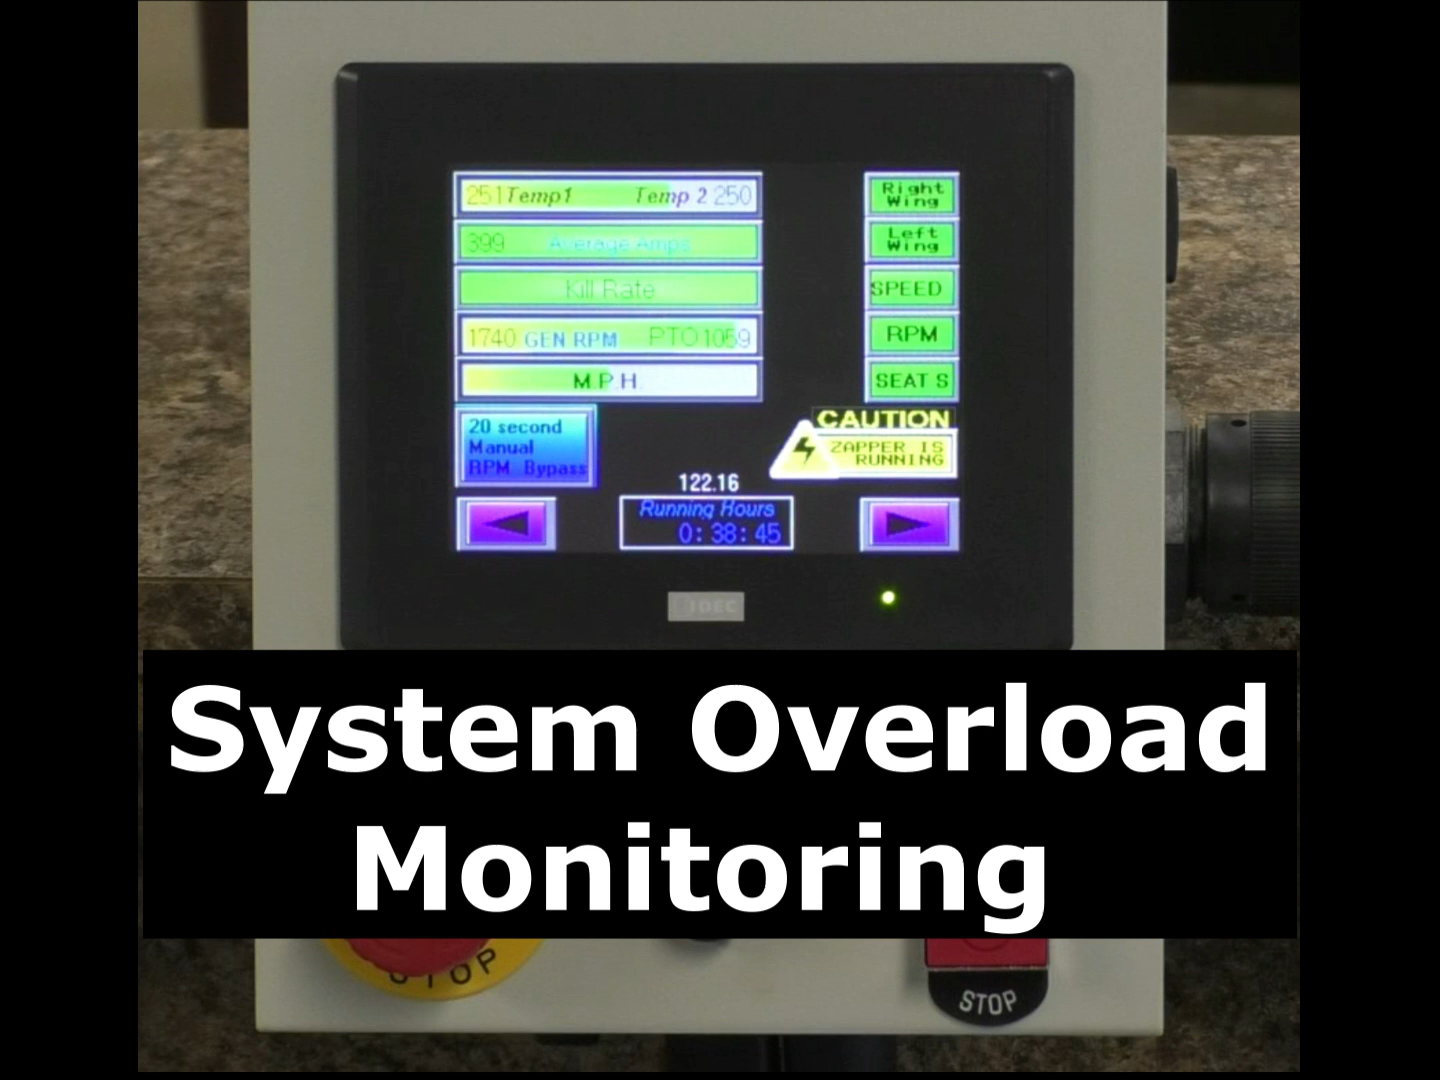 251 Temp1 Temp 2 250
Right
Wing
399 Average Amps
Left
Wing
Kill Rate
SPEED
1740 GEN RPM PTO 1059
RPM
M.P.H.
SEAT S
20 second
Manual
RPM Bypass
CAUTION
ZAPPER IS
RUNNING
122.16
Running Hours
0:38:45
IDEC
System Overload
Monitoring
STOP
STOP